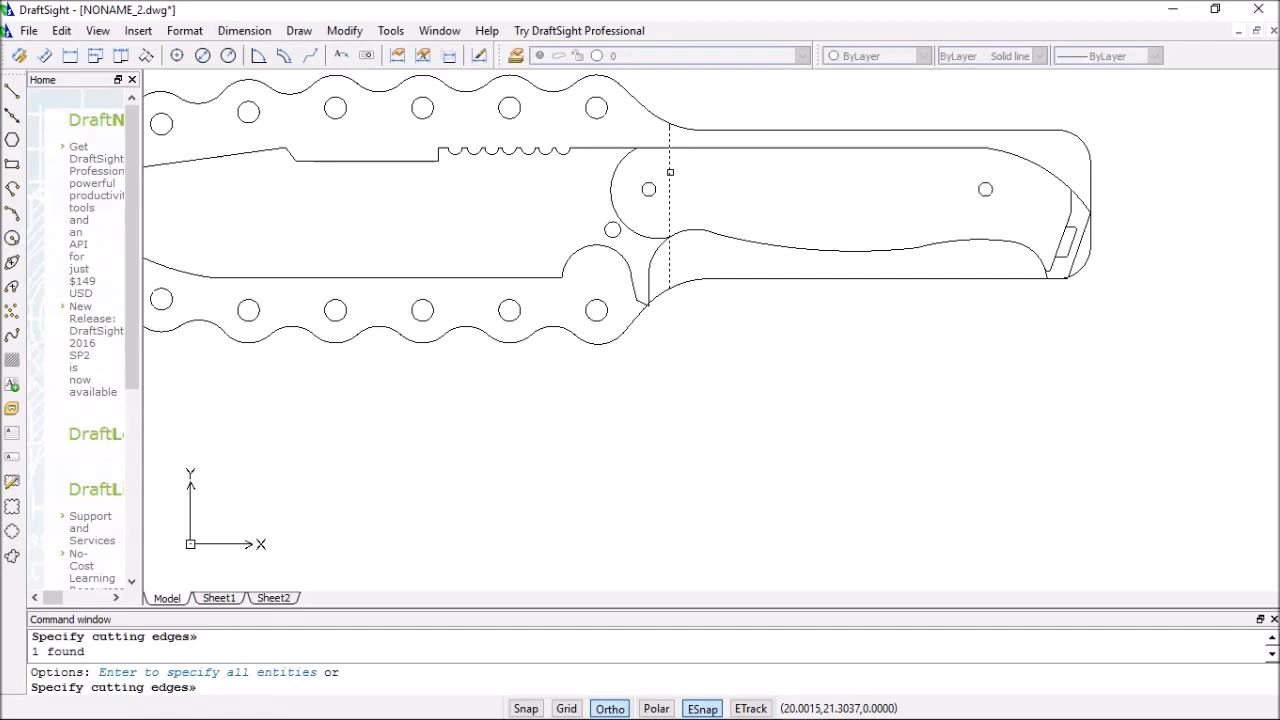 DraftSight - [NONAME_2.dwg*]
File Edit View Insert Format Dimension Draw Modify Tools Window Help Try DraftSight Professional
0 ByLayer ByLayer Solid line ByLayer
Home
DraftN
Get
DraftSight
Profession
powerful
productivit
tools
and
an
API
for
just
$149
USD
New
Release:
DraftSight
2016
SP2
is
now
available
DraftL
DraftLi
Support
and
Services
No-
Cost
Learning
Y
X
Model Sheet1 Sheet2
Command window
Specify cutting edges»
1 found
Options: Enter to specify all entities or
Specify cutting edges»
Snap Grid Ortho Polar ESnap ETrack (20.0015,21.3037,0.0000)